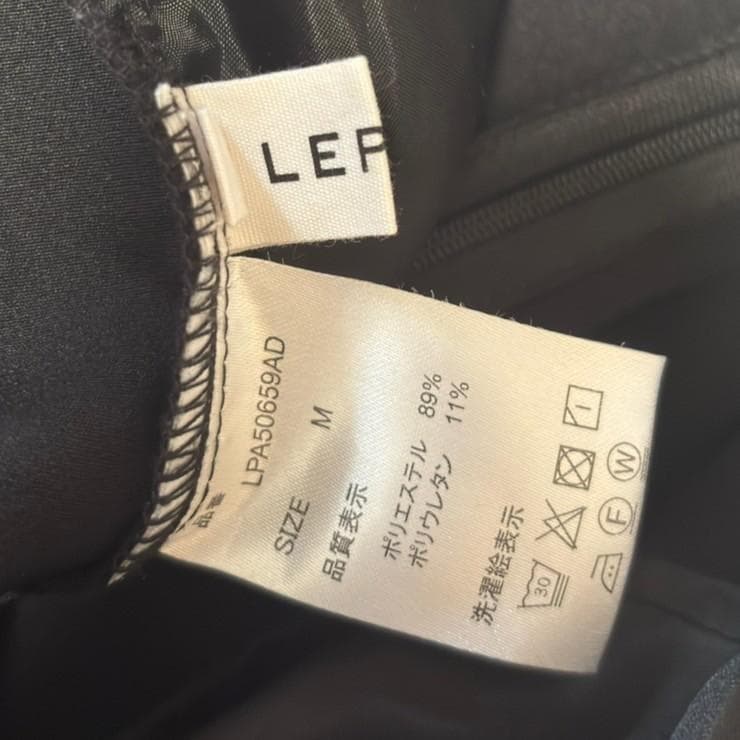 LEP
品番 LPA50659AD
SIZE M
品質表示
ポリエステル 89%
ポリウレタン 11%
洗濯絵表示
30
F W